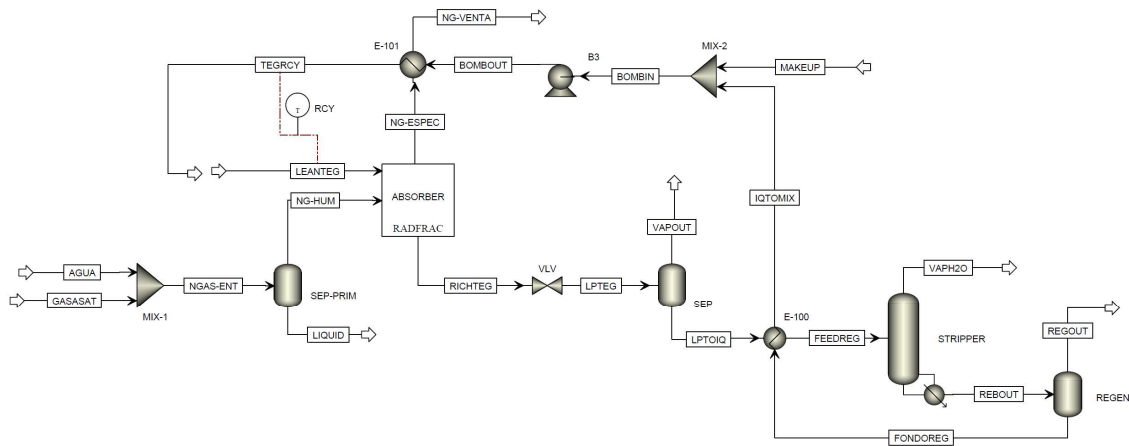 NG-VENTA
E-101
MIX-2
B3
TEGRCY
BOMBOUT
BOMBIN
MAKEUP
T
RCY
NG-ESPEC
LEANTEG
ABSORBER
IQTOMIX
NG-HUM
RADFRAC
VAPOUT
AGUA
VLV
VAPH2O
NGAS-ENT
RICHTEG
LPTEG
GASASAT
SEP-PRIM
SEP
E-100
REGOUT
MIX-1
LIQUID
LPTOIQ
FEEDREG
STRIPPER
REBOUT
REGEN
FONDOREG